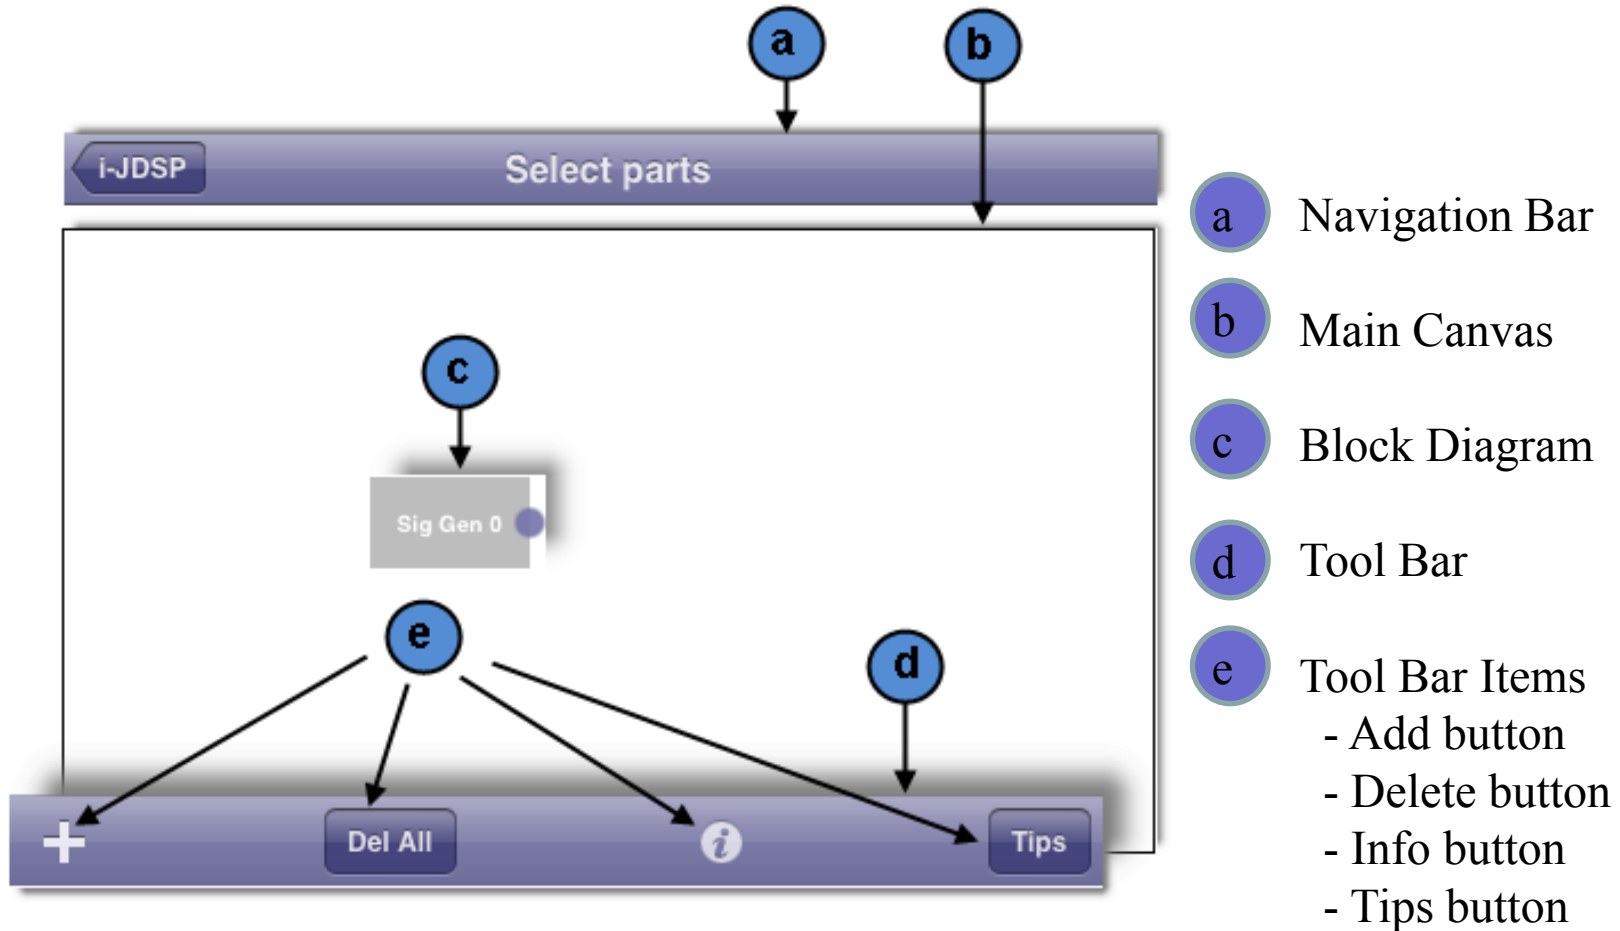 a
b
i-JDSP
Select parts
c
Sig Gen 0
e
d
Del All
i
Tips
a Navigation Bar
b Main Canvas
c Block Diagram
d Tool Bar
e Tool Bar Items
- Add button
- Delete button
- Info button
- Tips button